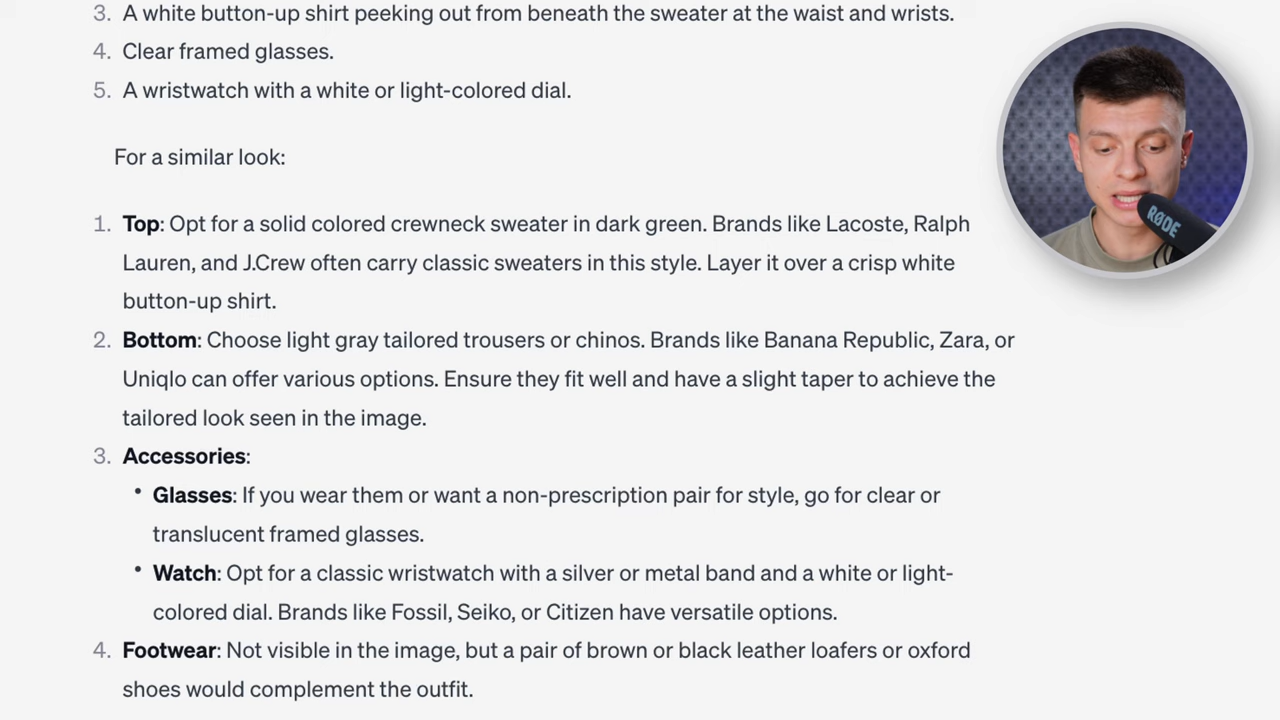 3. A white button-up shirt peeking out from beneath the sweater at the waist and wrists.
4. Clear framed glasses.
5. A wristwatch with a white or light-colored dial.
For a similar look:
1. Top: Opt for a solid colored crewneck sweater in dark green. Brands like Lacoste, Ralph
Lauren, and J.Crew often carry classic sweaters in this style. Layer it over a crisp white
button-up shirt.
2. Bottom: Choose light gray tailored trousers or chinos. Brands like Banana Republic, Zara, or
Uniqlo can offer various options. Ensure they fit well and have a slight taper to achieve the
tailored look seen in the image.
3. Accessories:
• Glasses: If you wear them or want a non-prescription pair for style, go for clear or
translucent framed glasses.
• Watch: Opt for a classic wristwatch with a silver or metal band and a white or light-
colored dial. Brands like Fossil, Seiko, or Citizen have versatile options.
4. Footwear: Not visible in the image, but a pair of brown or black leather loafers or oxford
shoes would complement the outfit.
RØDE